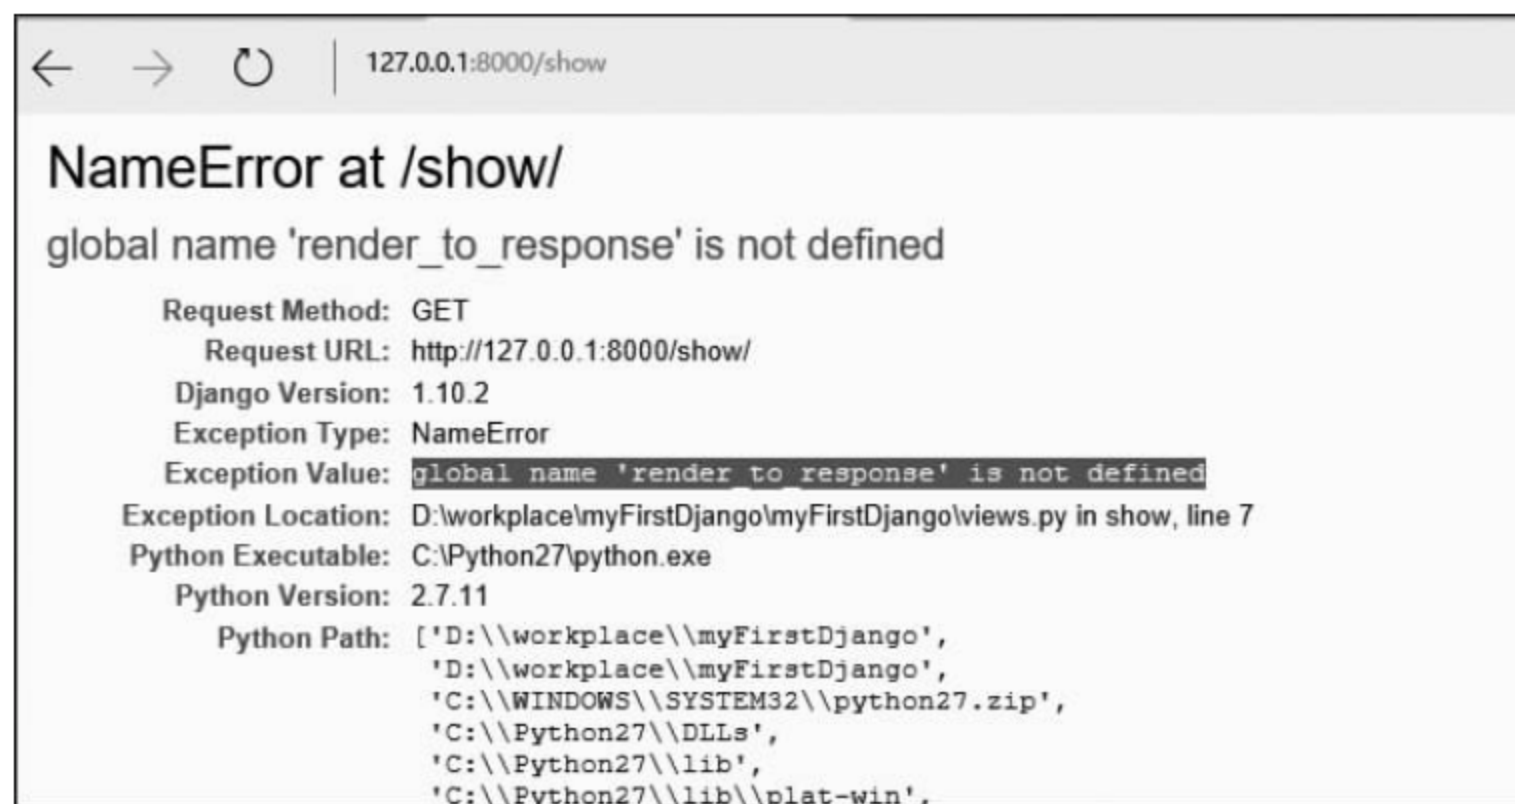 127.0.0.1:8000/show
NameError at /show/
global name 'render_to_response' is not defined
Request Method: GET
Request URL: http://127.0.0.1:8000/show/
Django Version: 1.10.2
Exception Type: NameError
Exception Value: global name 'render_to_response' is not defined
Exception Location: D:\workplace\myFirstDjango\myFirstDjango\views.py in show, line 7
Python Executable: C:\Python27\python.exe
Python Version: 2.7.11
Python Path: ['D:\\workplace\\myFirstDjango',
'D:\\workplace\\myFirstDjango',
'C:\\WINDOWS\\SYSTEM32\\python27.zip',
'C:\\Python27\\DLLs',
'C:\\Python27\\lib',
'C:\\Python27\\lib\\plat-win',